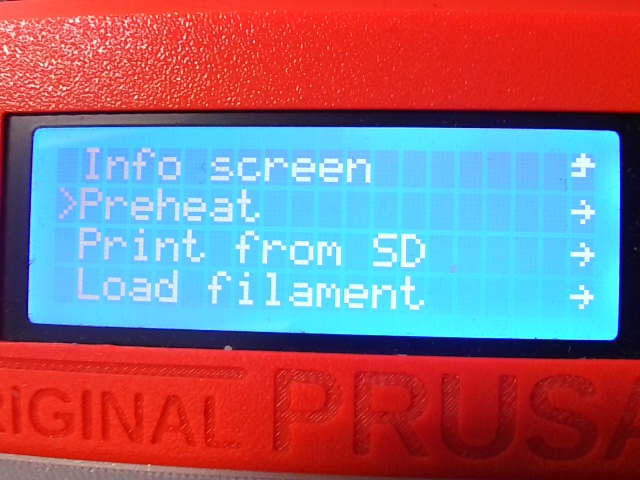 Info screen
>Preheat →
Print from SD →
Load filament →
ORiGiNAL PRUSA